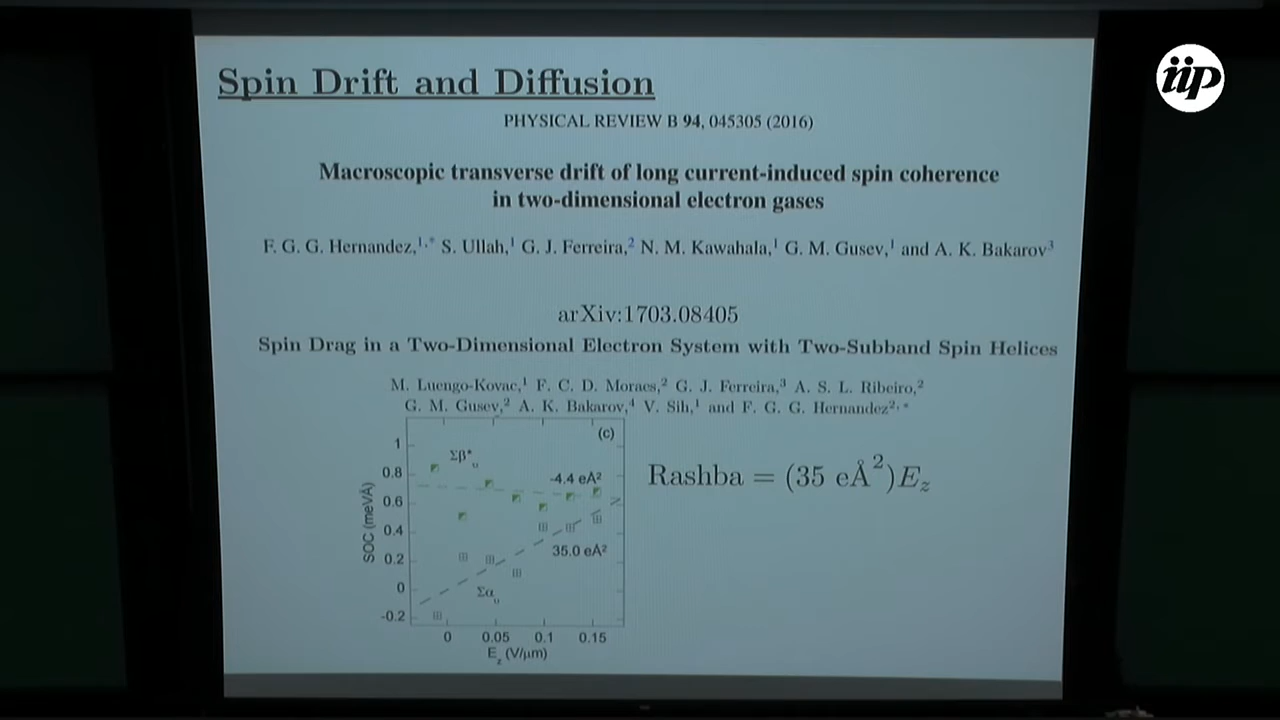 iip
Spin Drift and Diffusion
PHYSICAL REVIEW B 94, 045305 (2016)
Macroscopic transverse drift of long current-induced spin coherence
in two-dimensional electron gases
F. G. G. Hernandez,1,* S. Ullah,1 G. J. Ferreira,2 N. M. Kawahala,1 G. M. Gusev,1 and A. K. Bakarov3
arXiv:1703.08405
Spin Drag in a Two-Dimensional Electron System with Two-Subband Spin Helices
M. Luengo-Kovac,1 F. C. D. Moraes,2 G. J. Ferreira,3 A. S. L. Ribeiro,2
G. M. Gusev,2 A. K. Bakarov,4 V. Sih,1 and F. G. G. Hernandez2,*
(c)
Σβ*υ
-4.4 eÅ²
35.0 eÅ²
Συα
SOC (meVÅ)
1
0.8
0.6
0.4
0.2
0
-0.2
0 0.05 0.1 0.15
Ez (V/μm)
Rashba = (35 eÅ²)Ez